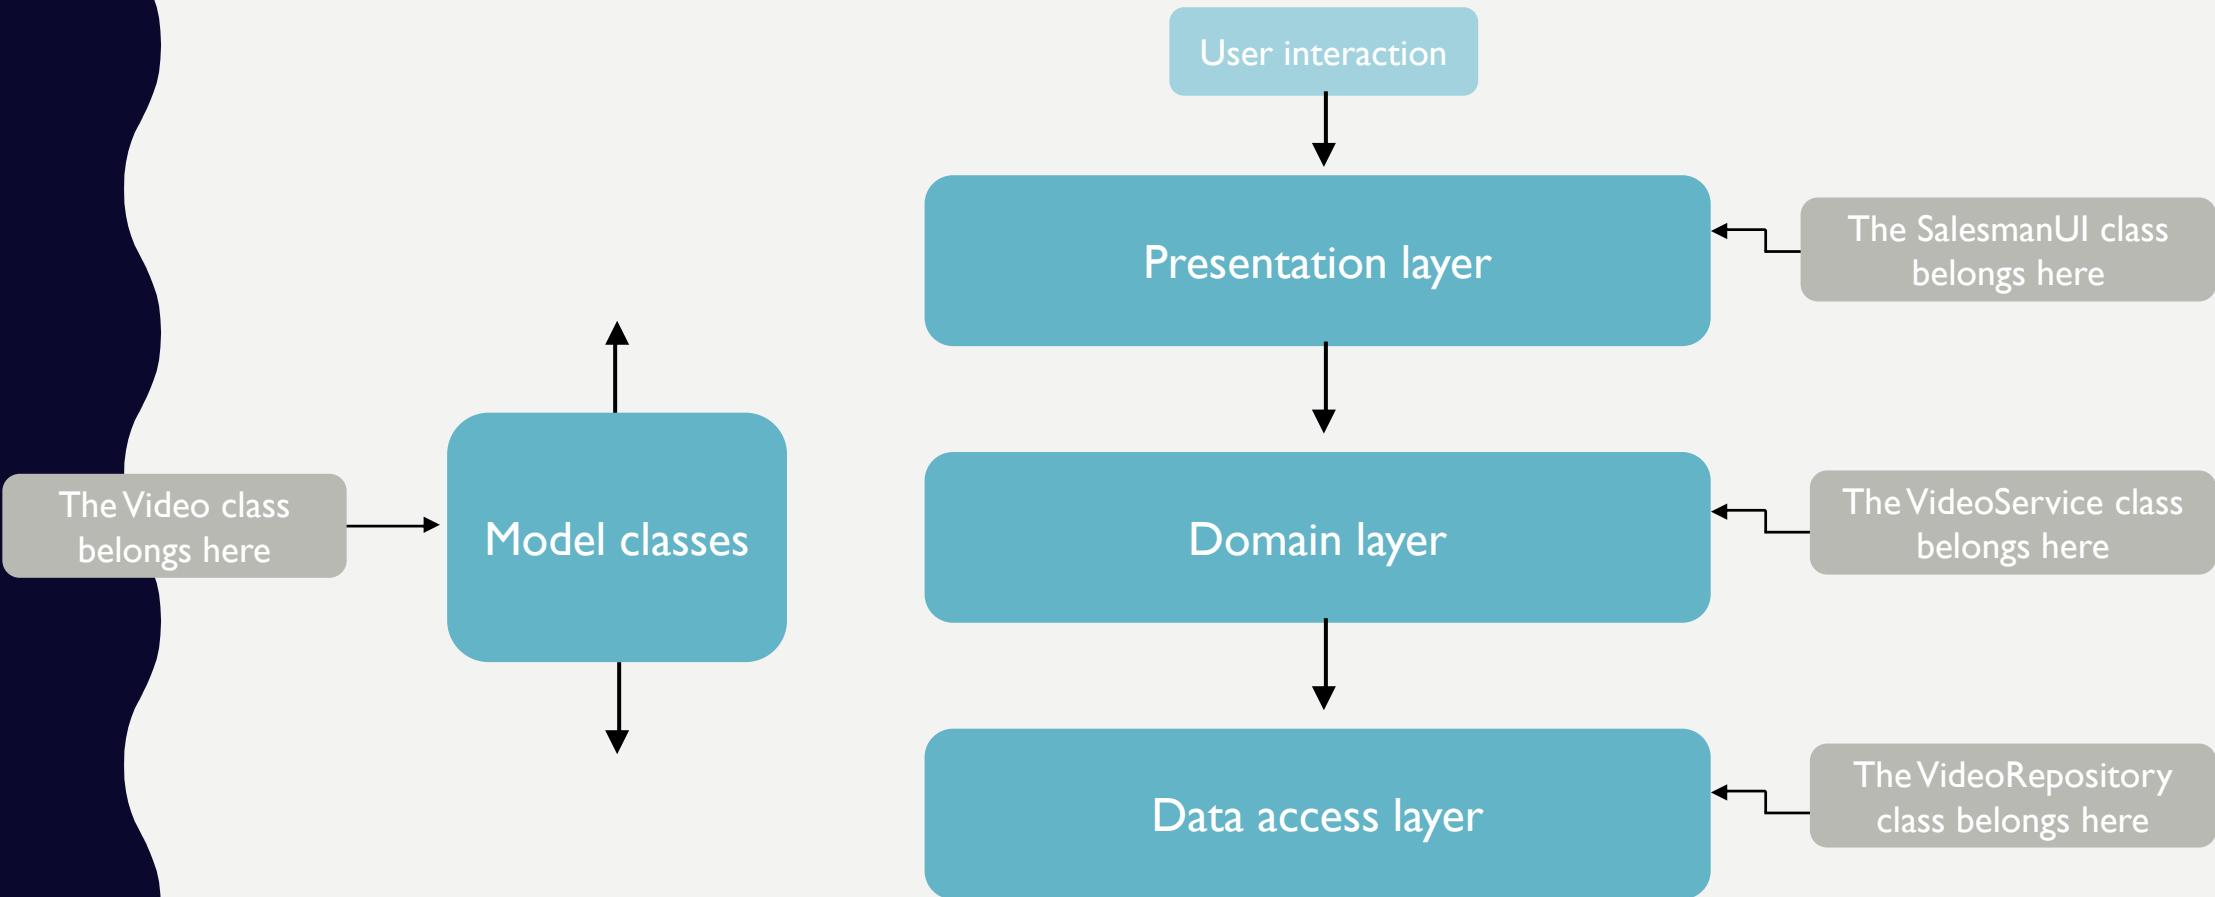 User interaction
Presentation layer
The SalesmanUI class
belongs here
The Video class
belongs here
Model classes
Domain layer
The VideoService class
belongs here
Data access layer
The VideoRepository
class belongs here